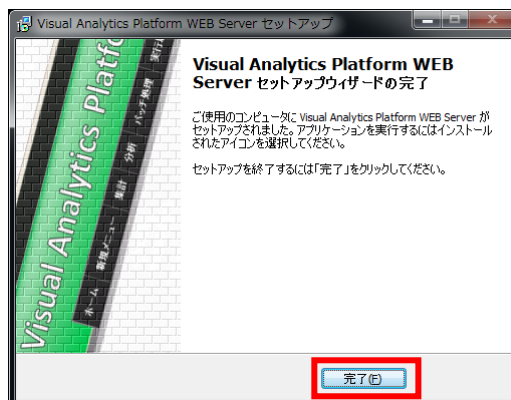 Visual Analytics Platform WEB Server セットアップ
Visual Analytics Platform WEB
Server セットアップウィザードの完了
ご使用のコンピュータに Visual Analytics Platform WEB Server が
セットアップされました。アプリケーションを実行するにはインストール
されたアイコンを選択してください。
セットアップを終了するには「完了」をクリックしてください。
Visual Analytics Platfo
ホーム
新規メニュー
集計
分析
バッチ処理
実行
完了(F)